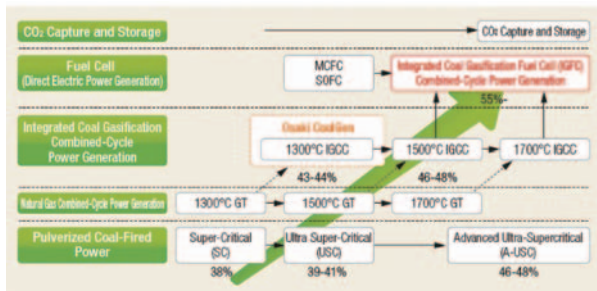 CO₂ Capture and Storage
CO₂ Capture and Storage
Fuel Cell
(Direct Electric Power Generation)
MCFC
SOFC
Integrated Coal Gasification Fuel Cell (IGFC)
Combined-Cycle Power Generation
55%-
Integrated Coal Gasification
Combined-Cycle
Power Generation
Osaki CoolGen
1300°C IGCC
1500°C IGCC
1700°C IGCC
43-44%
46-48%
Natural Gas Combined-Cycle Power Generation
1300°C GT
1500°C GT
1700°C GT
Pulverized Coal-Fired
Power
Super-Critical
(SC)
Ultra Super-Critical
(USC)
Advanced Ultra-Supercritical
(A-USC)
38%
39-41%
46-48%